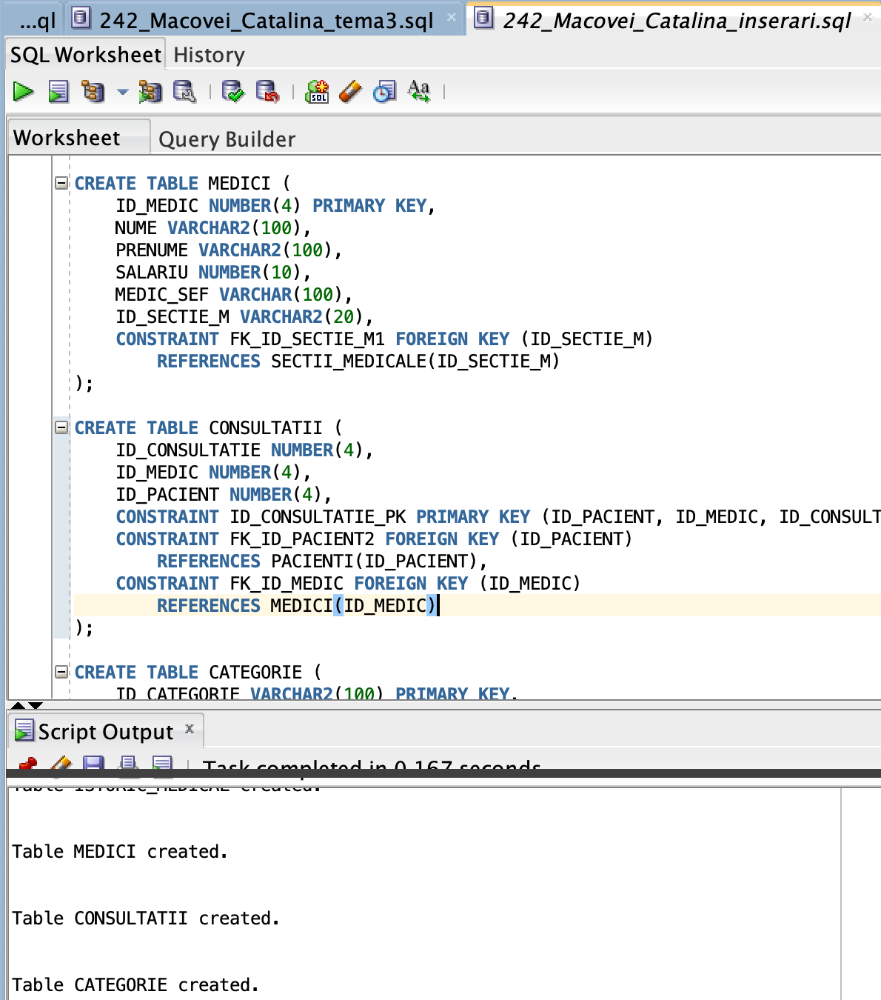 ...ql 242_Macovei_Catalina_tema3.sql 242_Macovei_Catalina_inserari.sql
SQL Worksheet History
SQL Aa
Worksheet Query Builder
CREATE TABLE MEDICI (
ID_MEDIC NUMBER(4) PRIMARY KEY,
NUME VARCHAR2(100),
PRENUME VARCHAR2(100),
SALARIU NUMBER(10),
MEDIC_SEF VARCHAR(100),
ID_SECTIE_M VARCHAR2(20),
CONSTRAINT FK_ID_SECTIE_M1 FOREIGN KEY (ID_SECTIE_M)
REFERENCES SECTII_MEDICALE(ID_SECTIE_M)
);
CREATE TABLE CONSULTATII (
ID_CONSULTATIE NUMBER(4),
ID_MEDIC NUMBER(4),
ID_PACIENT NUMBER(4),
CONSTRAINT ID_CONSULTATIE_PK PRIMARY KEY (ID_PACIENT, ID_MEDIC, ID_CONSULT
CONSTRAINT FK_ID_PACIENT2 FOREIGN KEY (ID_PACIENT)
REFERENCES PACIENTI(ID_PACIENT),
CONSTRAINT FK_ID_MEDIC FOREIGN KEY (ID_MEDIC)
REFERENCES MEDICI(ID_MEDIC)
);
CREATE TABLE CATEGORIE (
ID_CATEGORIE VARCHAR2(100) PRIMARY KEY,
Script Output
Task completed in 0.167 seconds
Table ISTORIC_MEDICAL created.
Table MEDICI created.
Table CONSULTATII created.
Table CATEGORIE created.